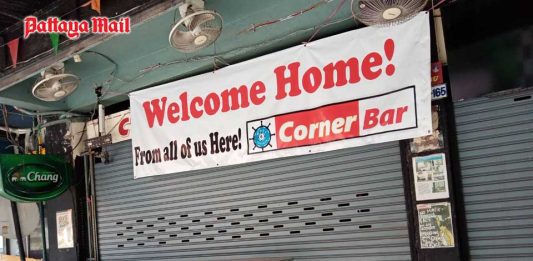 Pattaya Mail
Welcome Home!
From all of us Here!
Corner Bar
165
Chang